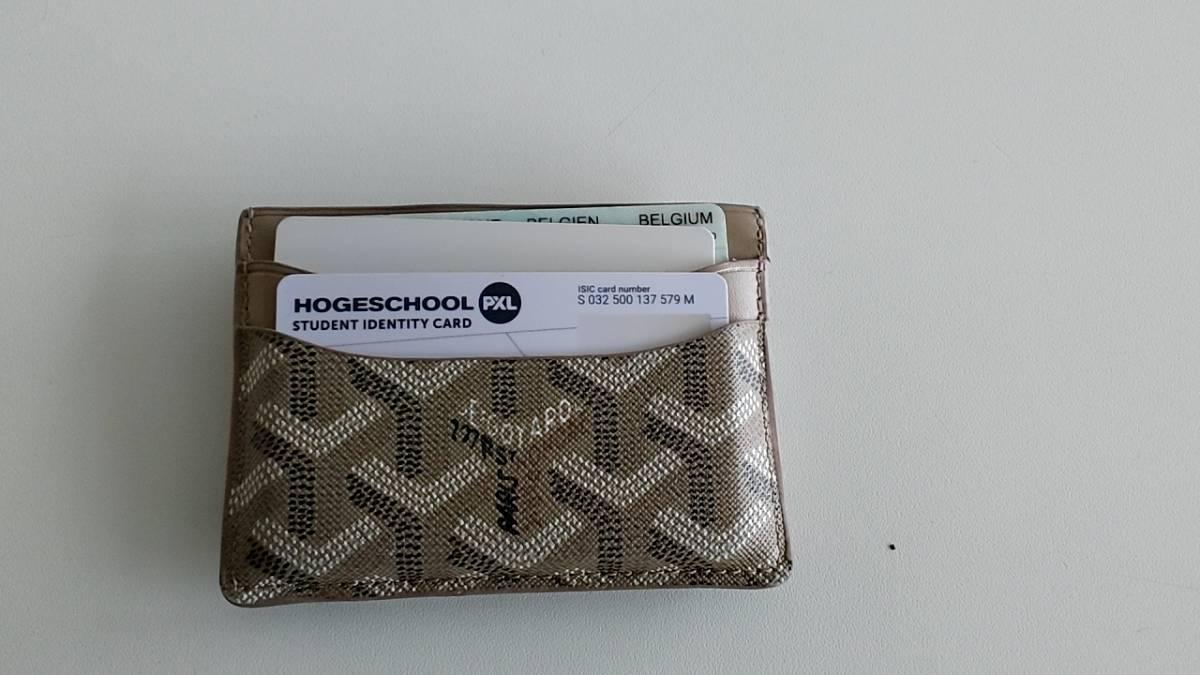 BELGIEN BELGIUM
HOGESCHOOL PXL
STUDENT IDENTITY CARD
ISIC card number
S 032 500 137 579 M